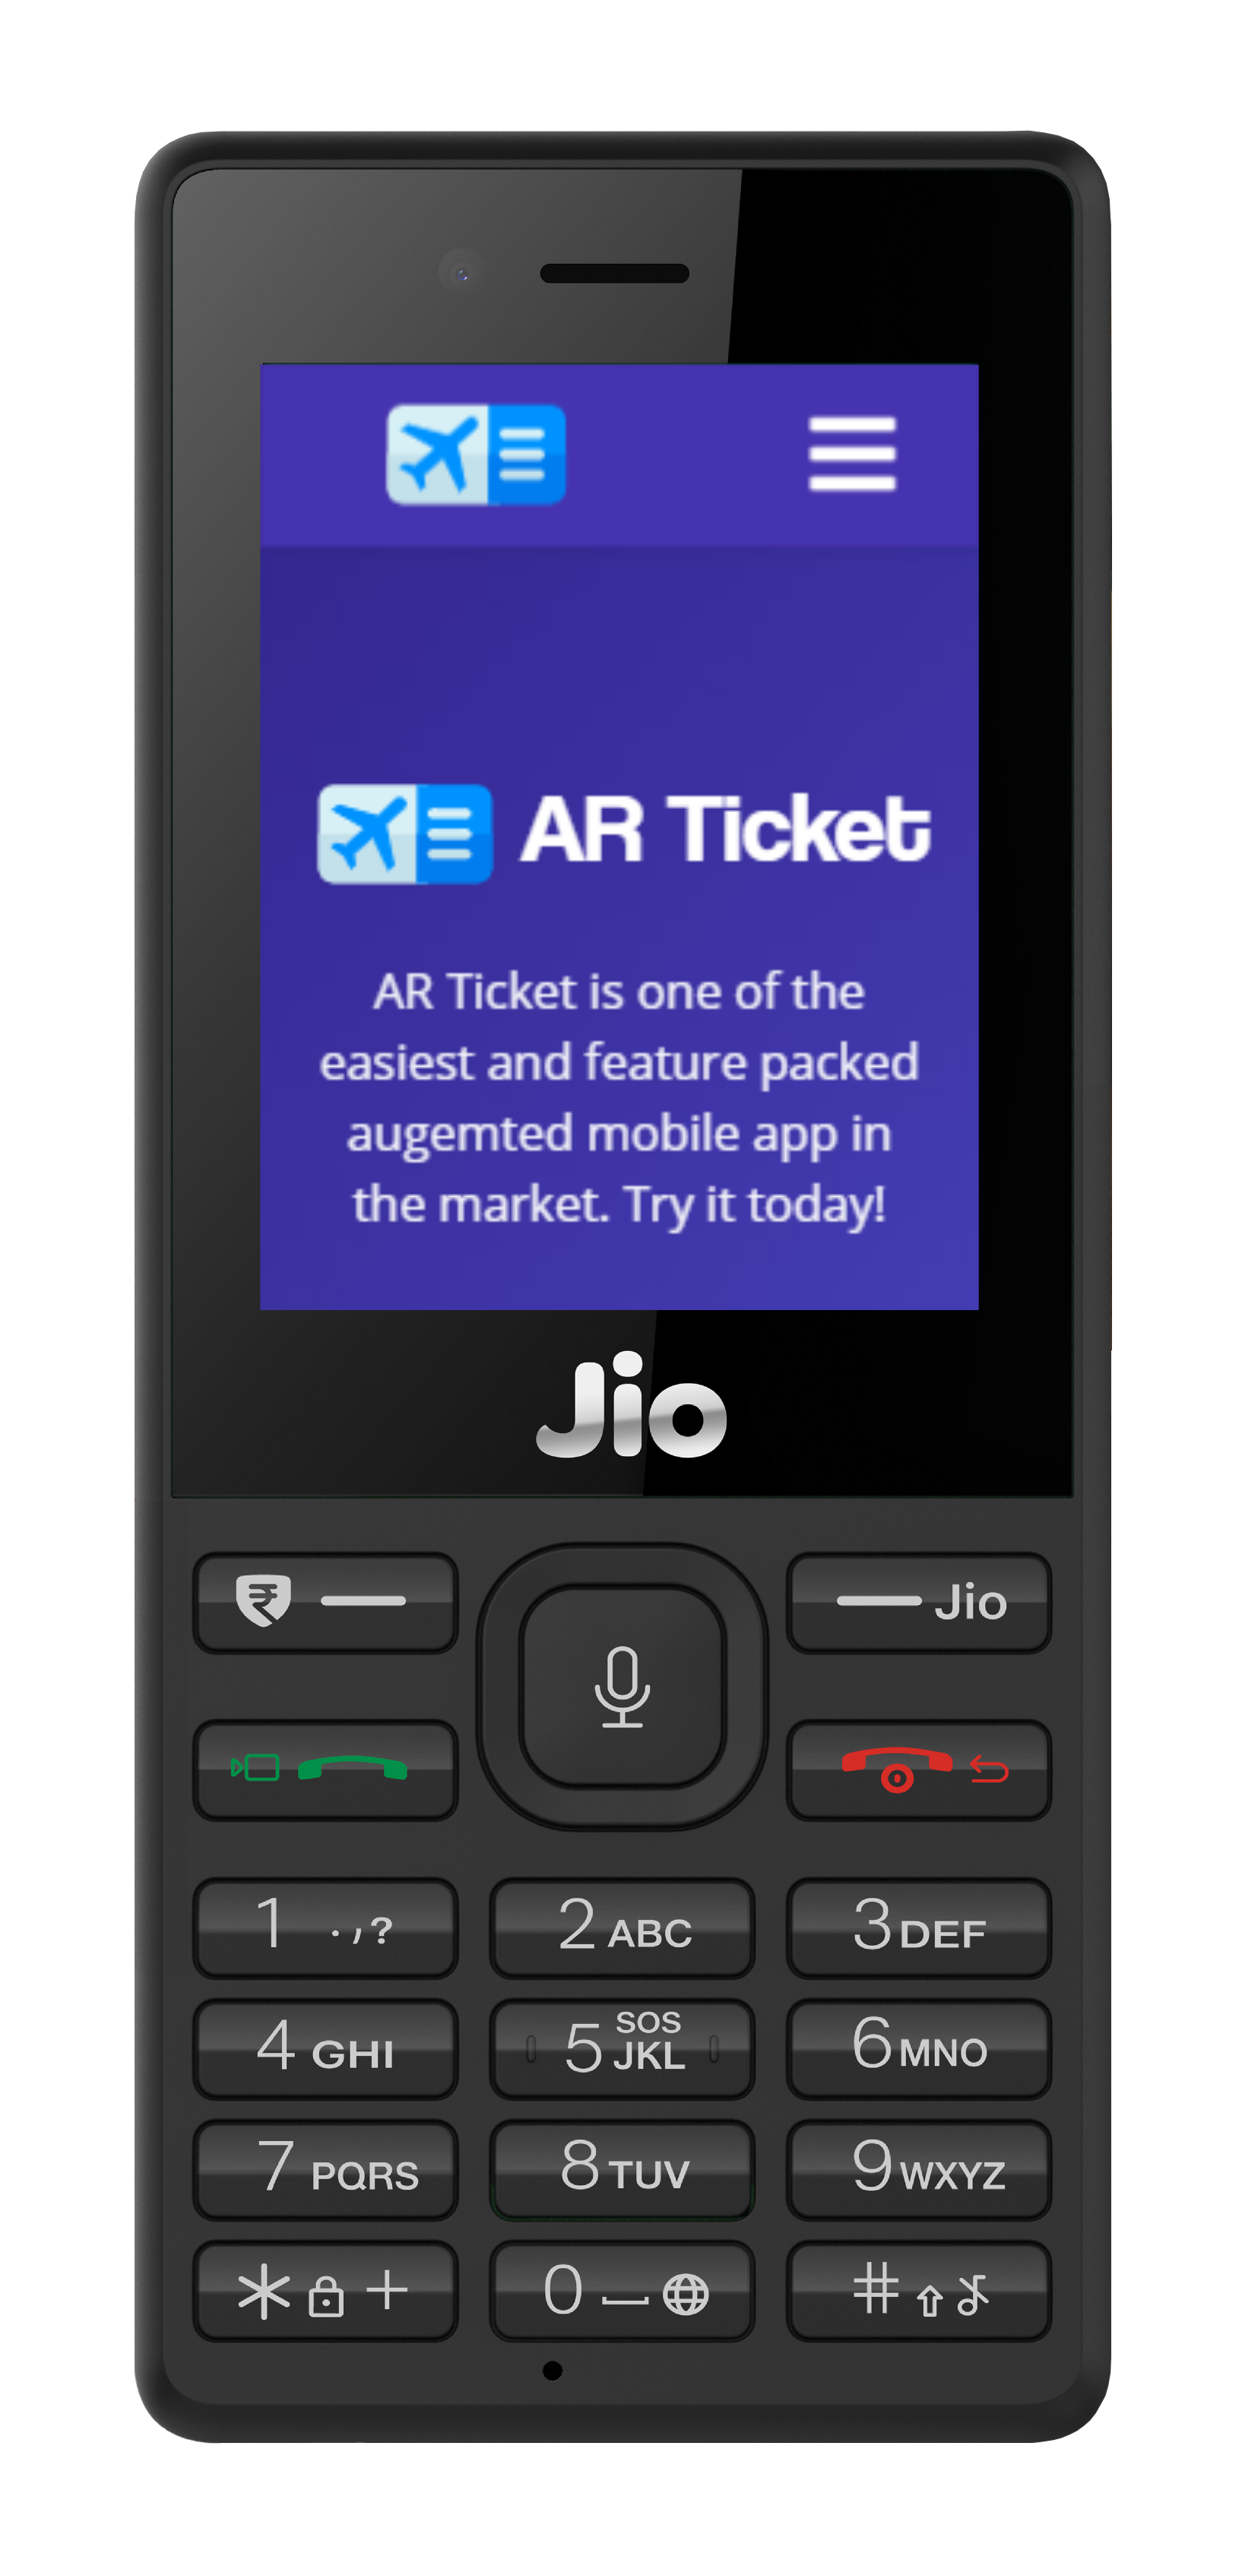 AR Ticket
AR Ticket is one of the
easiest and feature packed
augemted mobile app in
the market. Try it today!
Jio
₹
Jio
1 .,?
2 ABC
3 DEF
4 GHI
5 SOS JKL
6 MNO
7 PQRS
8 TUV
9 WXYZ
* +
0
#